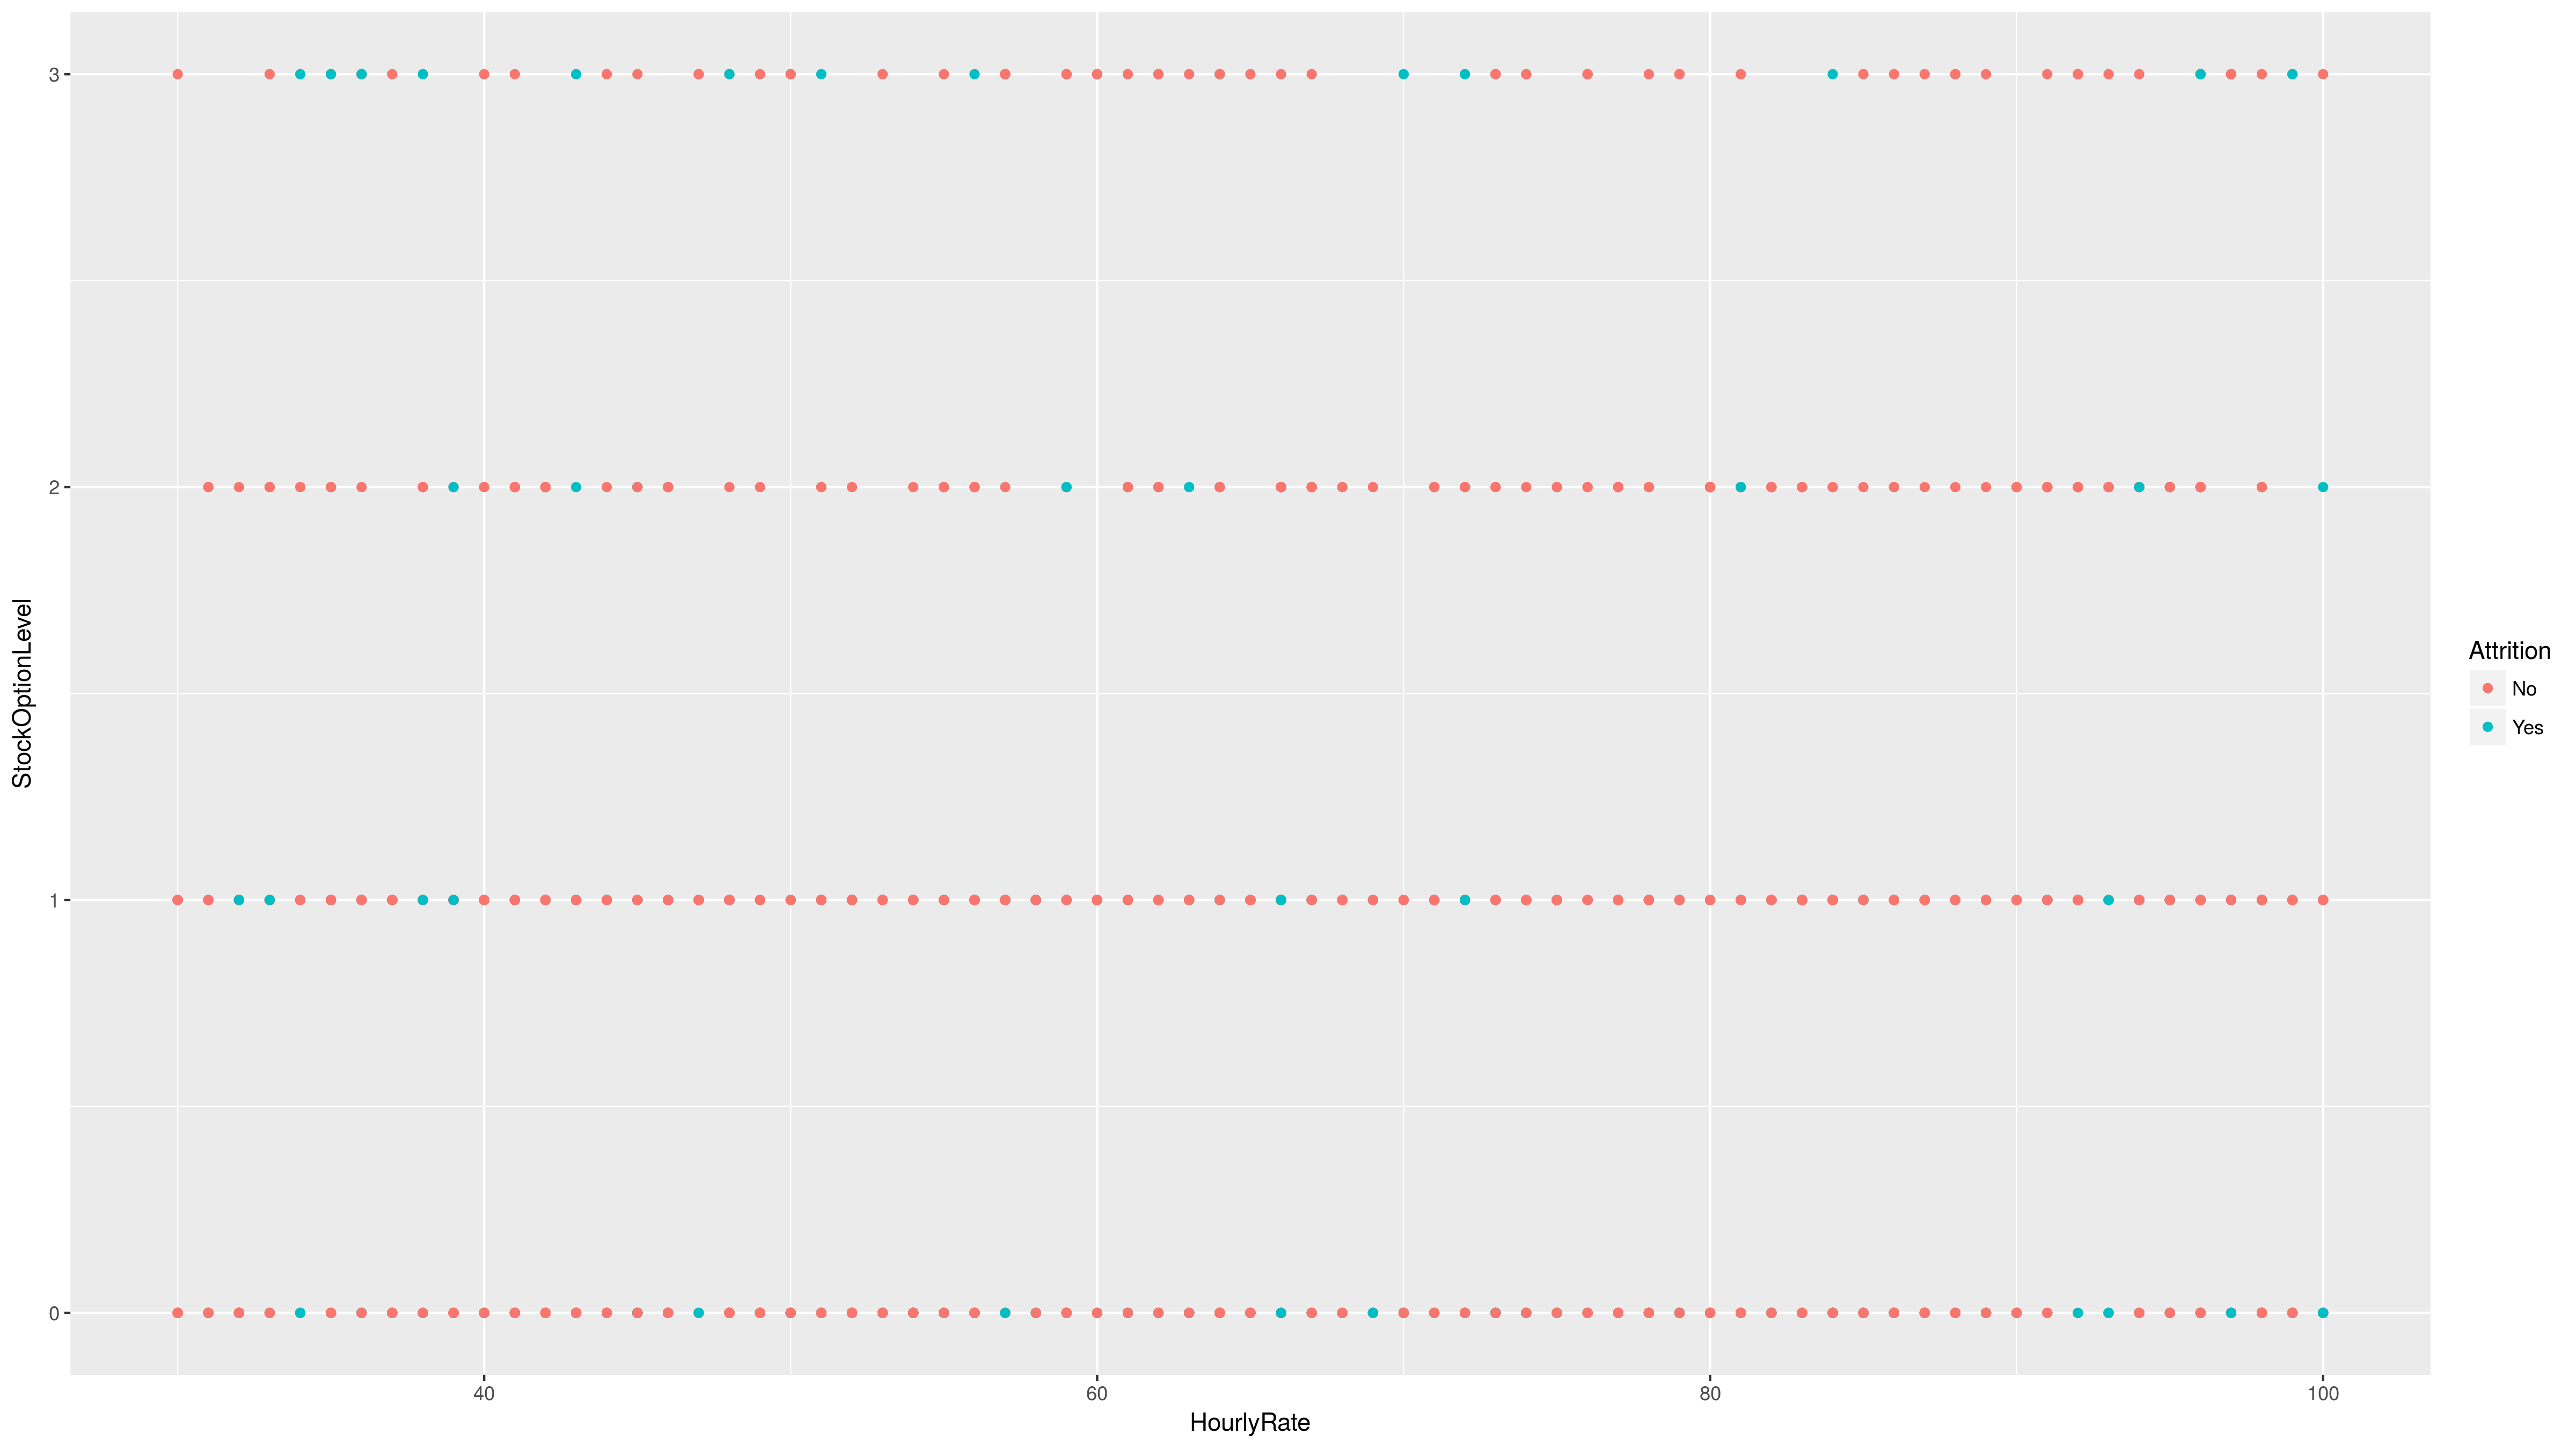 3
2
1
0
StockOptionLevel
40
60
80
100
HourlyRate
Attrition
No
Yes